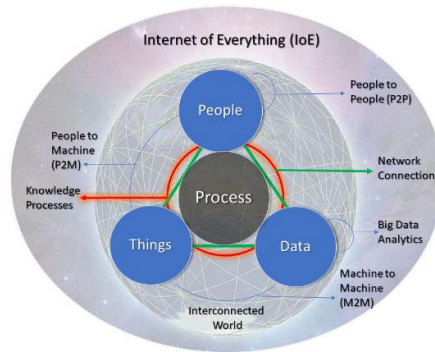 Internet of Everything (IoE)
People
People to
People (P2P)
People to
Machine
(P2M)
Network
Connection
Knowledge
Processes
Process
Things
Data
Big Data
Analytics
Machine to
Machine
(M2M)
Interconnected
World